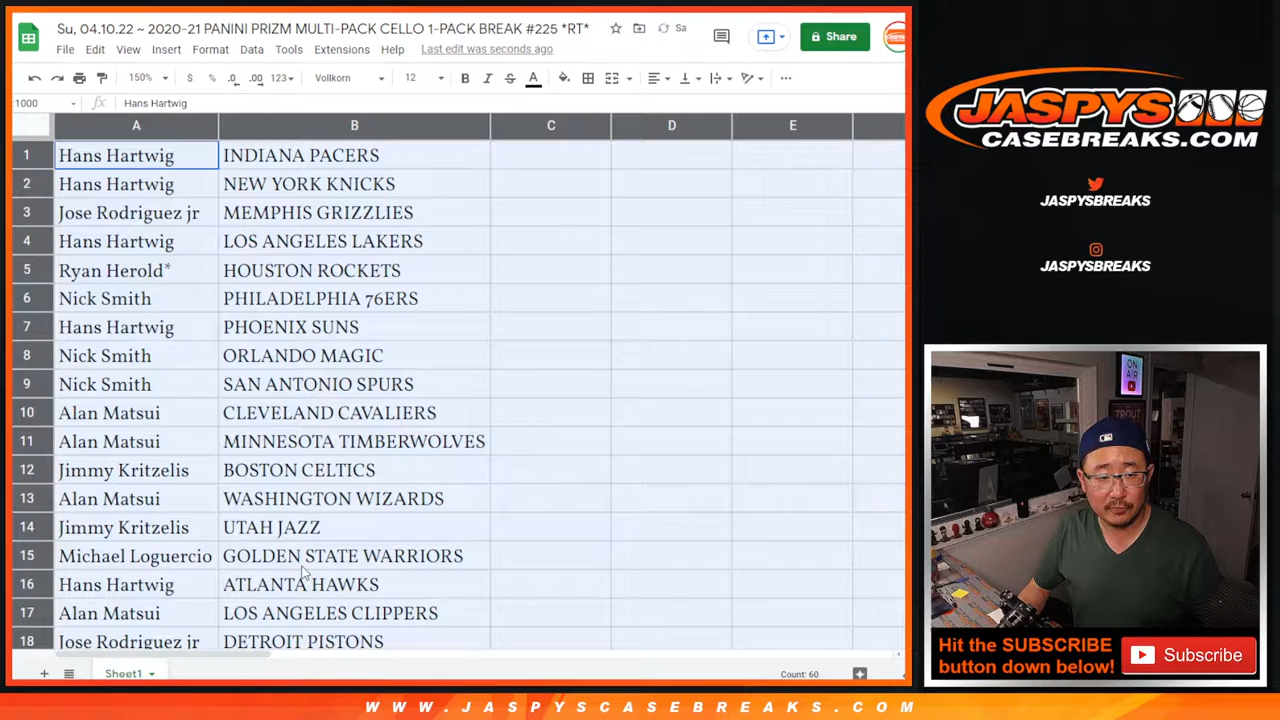 Su, 04.10.22 ~ 2020-21 PANINI PRIZM MULTI-PACK CELLO 1-PACK BREAK #225 *RT*
Sa
Share
File Edit View Insert Format Data Tools Extensions Help Last edit was seconds ago
150% $ % .0 .00 123 Vollkorn 12 B I S A
1000 fx Hans Hartwig
A B C D E
1 Hans Hartwig INDIANA PACERS
2 Hans Hartwig NEW YORK KNICKS
3 Jose Rodriguez jr MEMPHIS GRIZZLIES
4 Hans Hartwig LOS ANGELES LAKERS
5 Ryan Herold* HOUSTON ROCKETS
6 Nick Smith PHILADELPHIA 76ERS
7 Hans Hartwig PHOENIX SUNS
8 Nick Smith ORLANDO MAGIC
9 Nick Smith SAN ANTONIO SPURS
10 Alan Matsui CLEVELAND CAVALIERS
11 Alan Matsui MINNESOTA TIMBERWOLVES
12 Jimmy Kritzelis BOSTON CELTICS
13 Alan Matsui WASHINGTON WIZARDS
14 Jimmy Kritzelis UTAH JAZZ
15 Michael Loguercio GOLDEN STATE WARRIORS
16 Hans Hartwig ATLANTA HAWKS
17 Alan Matsui LOS ANGELES CLIPPERS
18 Jose Rodriguez jr DETROIT PISTONS
Sheet1
Count: 60
JASPYS
CASEBREAKS.COM
JASPYSBREAKS
JASPYSBREAKS
ON
AIR
TROUT
Hit the SUBSCRIBE
button down below!
Subscribe
WWW.JASPYSCASEBREAKS.COM